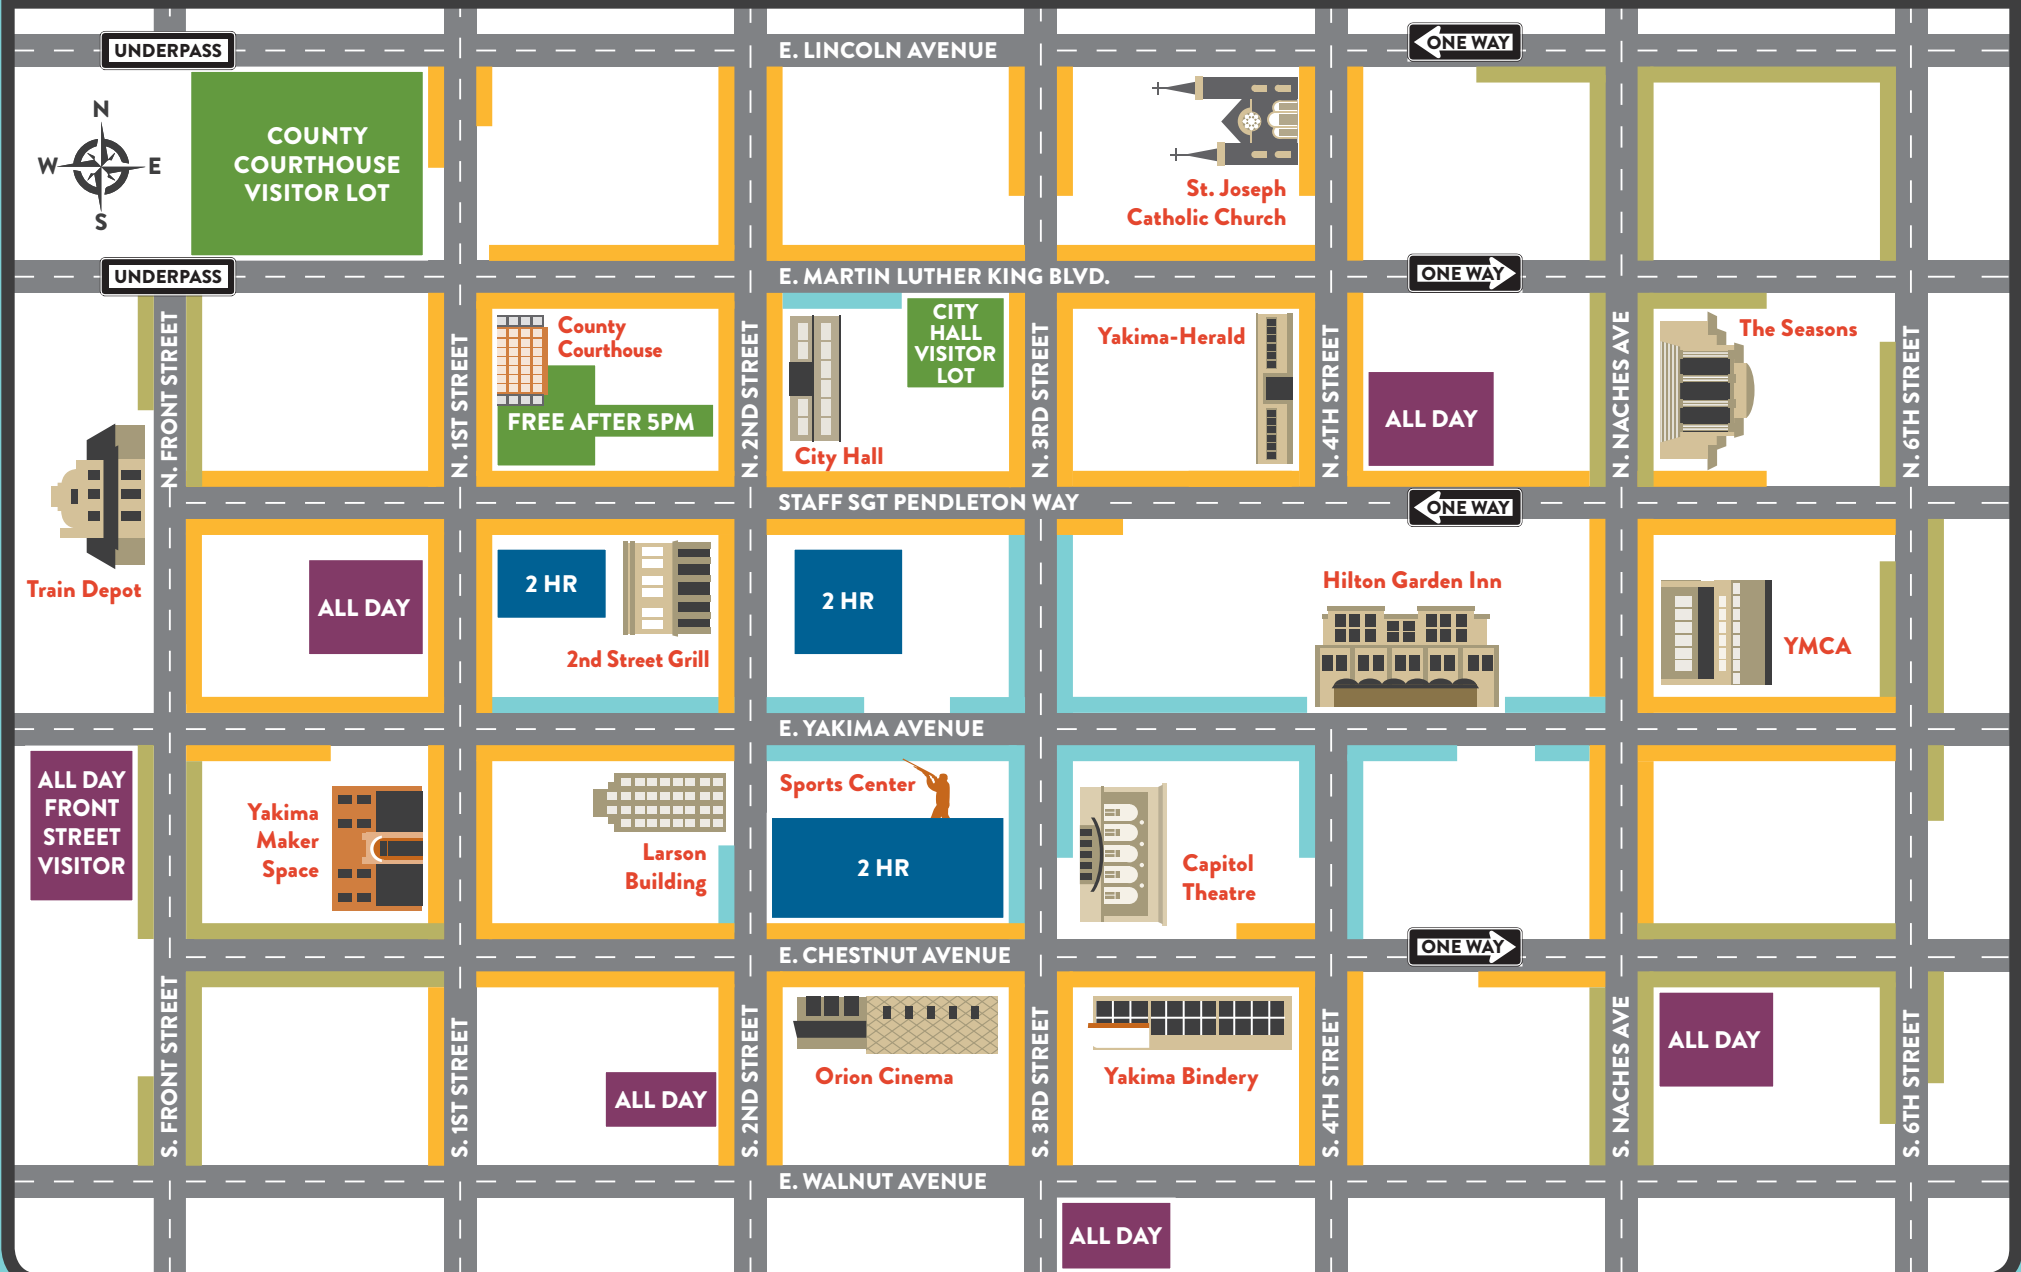 UNDERPASS
E. LINCOLN AVENUE
ONE WAY
N
W
E
S
COUNTY
COURTHOUSE
VISITOR LOT
St. Joseph
Catholic Church
UNDERPASS
E. MARTIN LUTHER KING BLVD.
ONE WAY
N. FRONT STREET
N. 1ST STREET
County
Courthouse
FREE AFTER 5PM
N. 2ND STREET
CITY
HALL
VISITOR
LOT
City Hall
N. 3RD STREET
Yakima-Herald
N. 4TH STREET
ALL DAY
N. NACHES AVE
The Seasons
N. 6TH STREET
STAFF SGT PENDLETON WAY
ONE WAY
Train Depot
ALL DAY
2 HR
2nd Street Grill
2 HR
Hilton Garden Inn
YMCA
E. YAKIMA AVENUE
ALL DAY
FRONT
STREET
VISITOR
Yakima
Maker
Space
Larson
Building
Sports Center
2 HR
Capitol
Theatre
E. CHESTNUT AVENUE
ONE WAY
S. FRONT STREET
S. 1ST STREET
ALL DAY
S. 2ND STREET
Orion Cinema
S. 3RD STREET
Yakima Bindery
S. 4TH STREET
S. NACHES AVE
ALL DAY
S. 6TH STREET
E. WALNUT AVENUE
ALL DAY